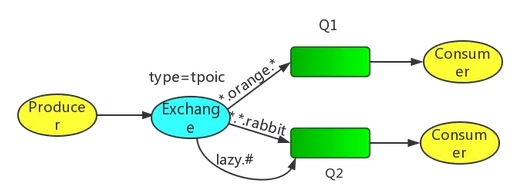 Q1
type=tpoic
*.orange.*
Consum
er
Produce
r
Exchang
e
*.*.rabbit
Consum
er
lazy.#
Q2